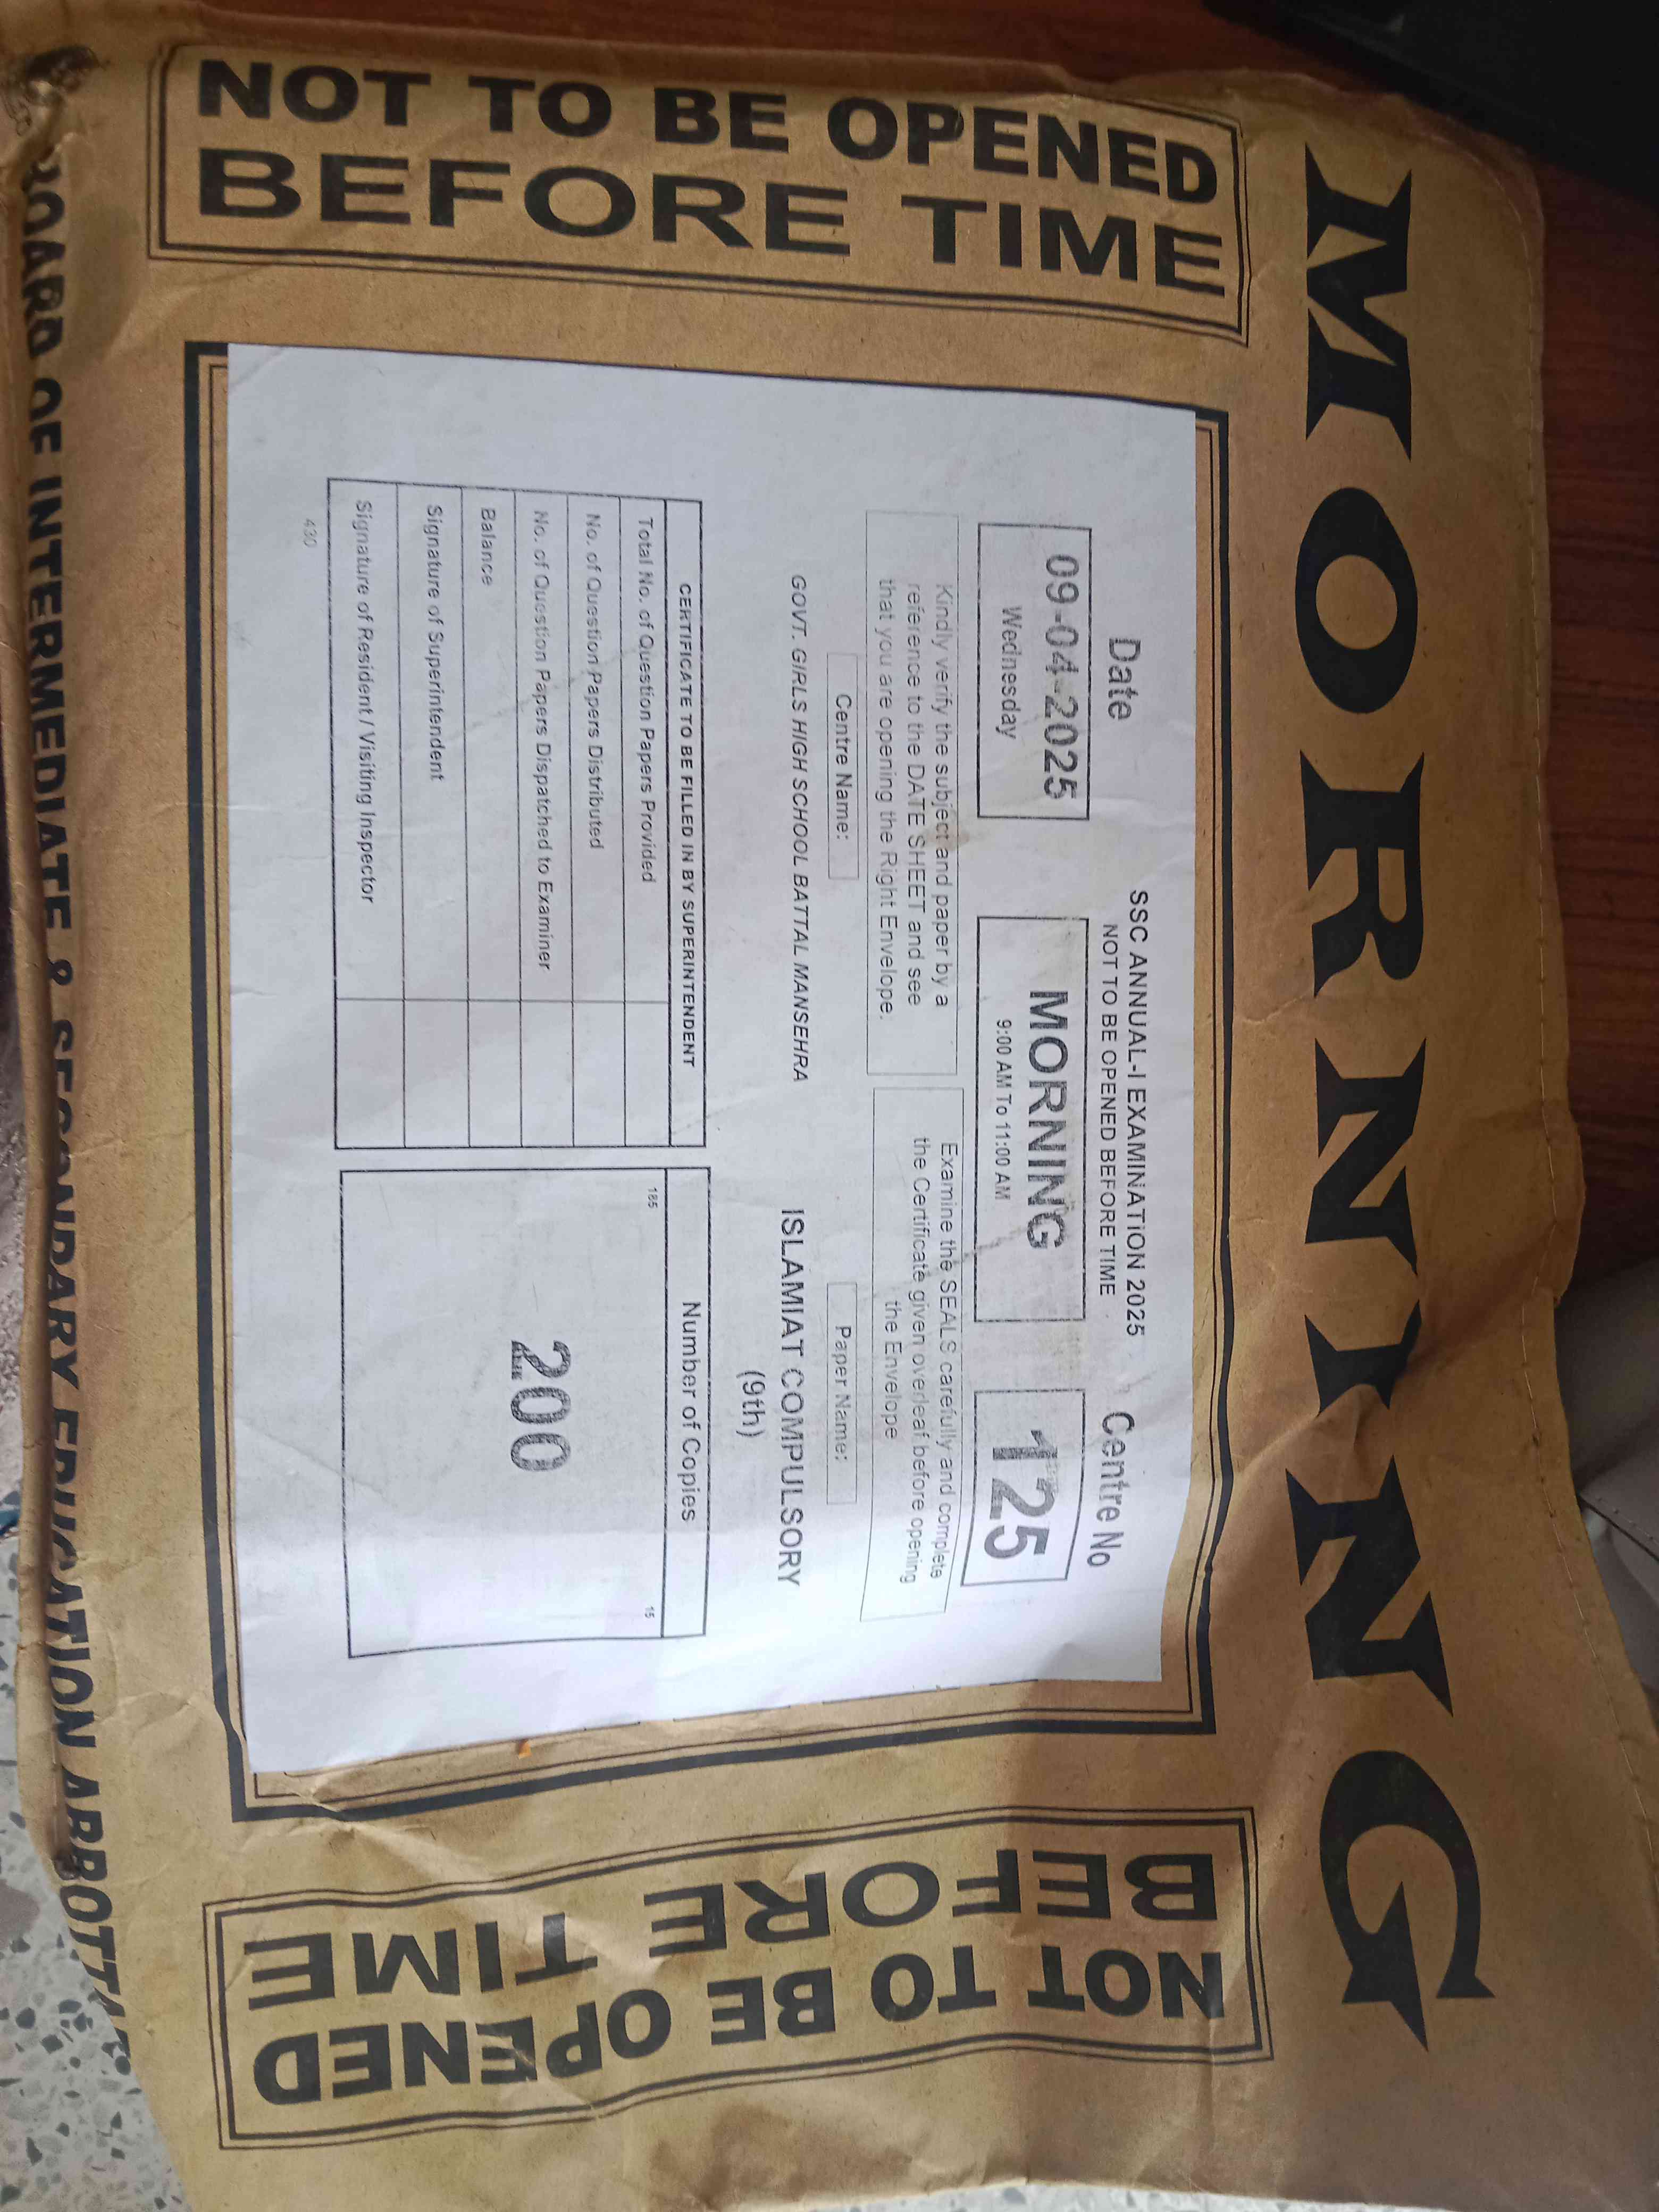 MORNING
NOT TO BE OPENED
BEFORE TIME
SSC ANNUAL-I EXAMINATION 2025
NOT TO BE OPENED BEFORE TIME
Date
Centre No
09-04-2025
Wednesday
MORNING
9:00 AM To 11:00 AM
125
Kindly verify the subject and paper by a
reference to the DATE SHEET and see
that you are opening the Right Envelope.
Examine the SEALS carefully and complete
the Certificate given overleaf before opening
the Envelope
Centre Name:
Paper Name:
GOVT. GIRLS HIGH SCHOOL BATTAL MANSEHRA
ISLAMIAT COMPULSORY
(9th)
CERTIFICATE TO BE FILLED IN BY SUPERINTENDENT
Total No. of Question Papers Provided
No. of Question Papers Distributed
No. of Question Papers Dispatched to Examiner
Balance
Signature of Superintendent
Signature of Resident / Visiting Inspector
Number of Copies
185
15
200
430
NOT TO BE OPENED
BEFORE TIME
BOARD OF INTERMEDIATE & SECONDARY EDUCATION